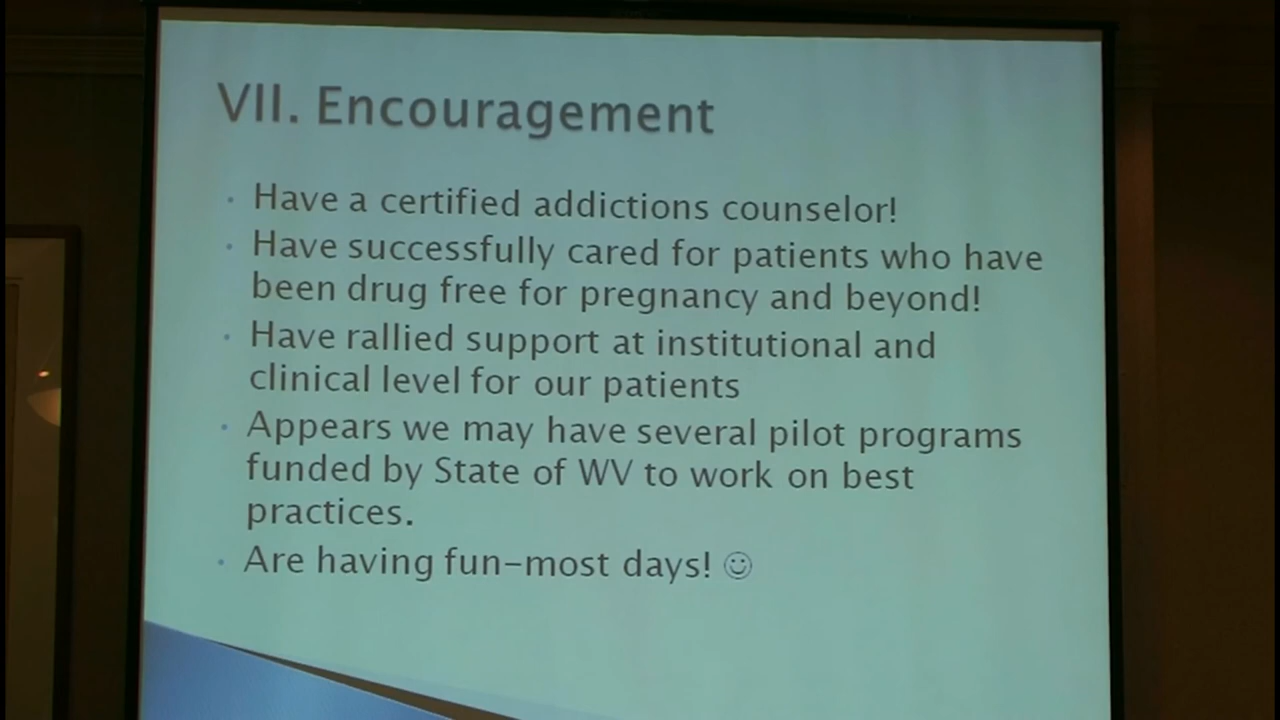 VII. Encouragement
· Have a certified addictions counselor!
· Have successfully cared for patients who have
been drug free for pregnancy and beyond!
· Have rallied support at institutional and
clinical level for our patients
· Appears we may have several pilot programs
funded by State of WV to work on best
practices.
· Are having fun-most days! ☺